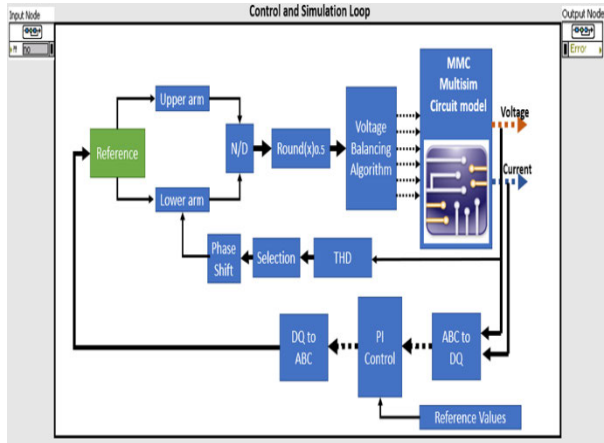 Control and Simulation Loop
Input Node
Output Node
Error
Upper arm
Reference
Lower arm
N/D
Round(x)0.5
Voltage
Balancing
Algorithm
MMC
Multisim
Circuit model
Voltage
Current
Phase
Shift
Selection
THD
DQ to
ABC
PI
Control
ABC to
DQ
Reference Values